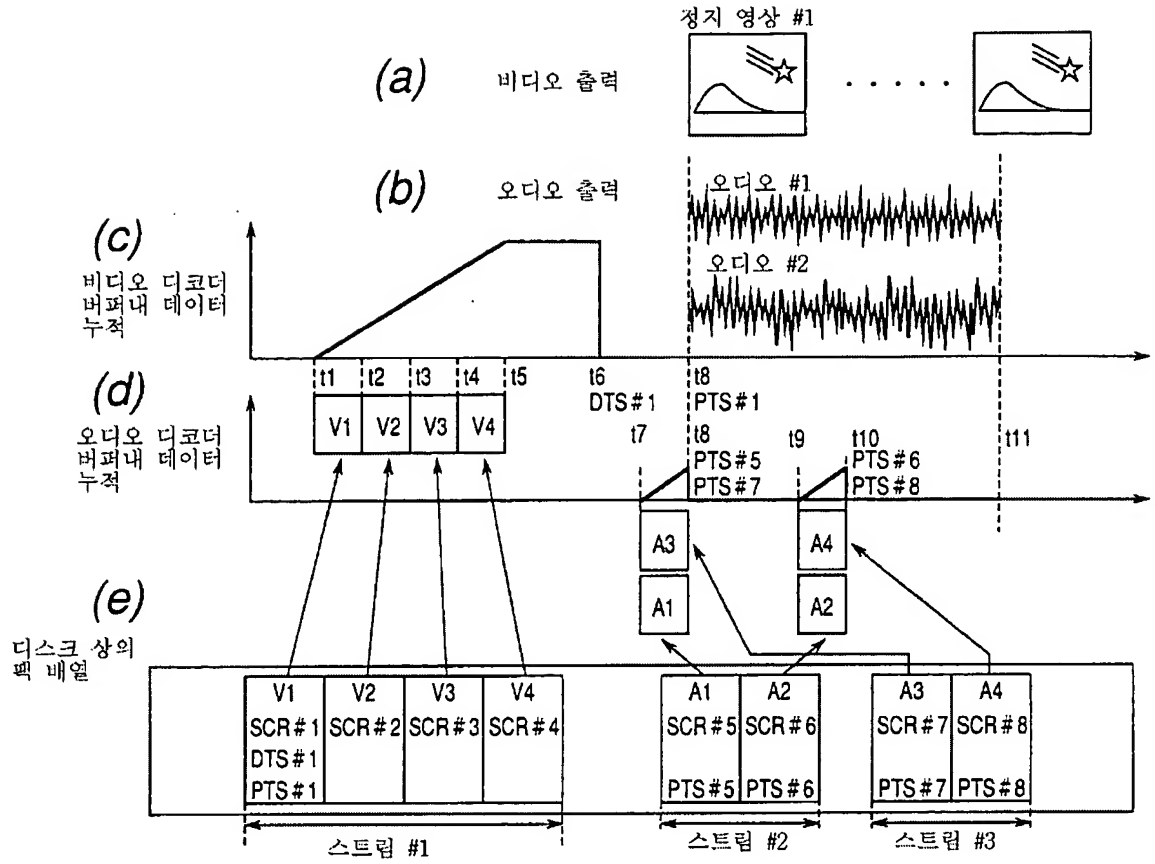 정지 영상 #1
(a)
비디오 출력
(b)
오디오 출력
오디오 #1
오디오 #2
(c)
비디오 디코더
버퍼내 데이터
누적
t1 t2 t3 t4 t5 t6 t8
DTS#1 PTS#1
(d)
V1 V2 V3 V4
오디오 디코더
버퍼내 데이터
누적
t7 t8 t9 t10 t11
PTS#5 PTS#6
PTS#7 PTS#8
A3 A4
A1 A2
(e)
디스크 상의
팩 배열
V1 V2 V3 V4 A1 A2 A3 A4
SCR#1 SCR#2 SCR#3 SCR#4 SCR#5 SCR#6 SCR#7 SCR#8
DTS#1
PTS#1 PTS#5 PTS#6 PTS#7 PTS#8
스트림 #1 스트림 #2 스트림 #3